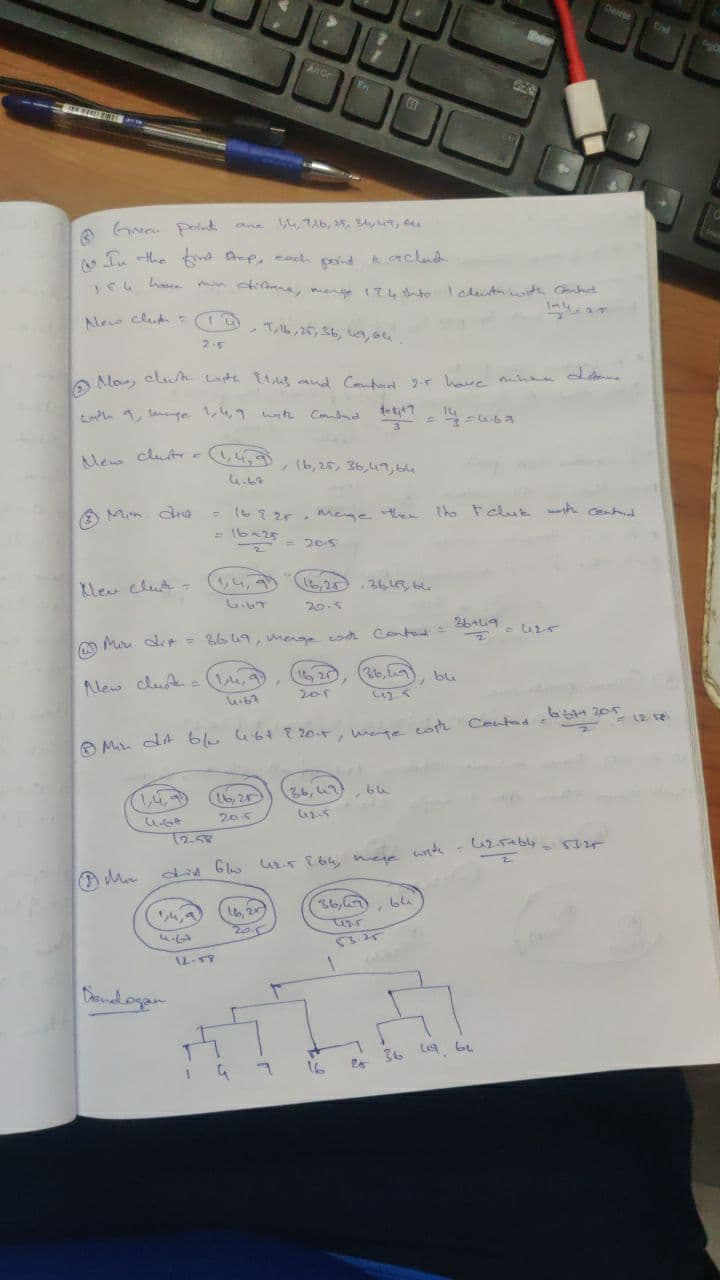 Delete
End
PgDn
Alt Gr
Fn
⑧ Given points are 1,4,9,16,25,36,49,64
① In the first step, each point is a cluster
1 & 4 have min distance, merge 1 & 4 into 1 cluster with centroid
1+4/2 = 2.5
New cluster = (1 4), 9,16,25,36,49,64.
2.5
② Now, cluster with and centroid 2.5 have minimum distance
with 9, merge 1,4,9 with centroid 1+4+9/3 = 14/3 = 4.67
New cluster = (1,4,9), 16,25,36,49,64
4.67
③ Min dist = 16 & 25. merge them into 1 cluster with centroid
= 16+25/2 = 20.5
New cluster = (1,4,9) (16,25), 36,49,64
4.67 20.5
④ Min dist = 36,49, merge with centroid = 36+49/2 = 42.5
New cluster = (1,4,9), (16,25), (36,49), 64
4.67 20.5 42.5
⑤ Min dist b/w 4.67 & 20.5, merge with centroid = 4.67+20.5/2 = 12.58
(1,4,9) (16,25) (36,49), 64
4.67 20.5 42.5
12.58
Min dist b/w 42.5 & 64, merge with = 42.5+64/2 = 53.25
(1,4,9) (16,25) (36,49), 64
4.67 20.5 42.5
12.58 53.25
Dendogram
1 4 9 16 25 36 49 64